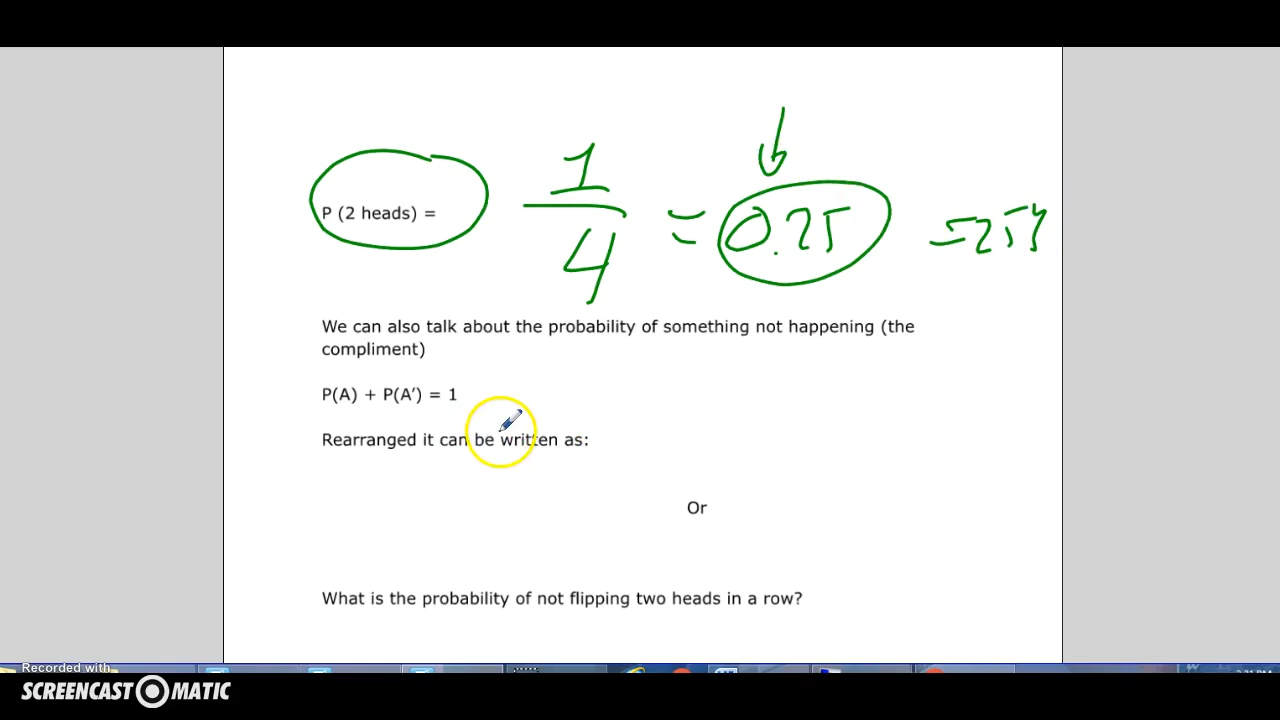 P (2 heads) =
1
4
= 0.25
= 25%
We can also talk about the probability of something not happening (the
compliment)
P(A) + P(A’) = 1
Rearranged it can be written as:
Or
What is the probability of not flipping two heads in a row?
Recorded with
SCREENCAST-O-MATIC